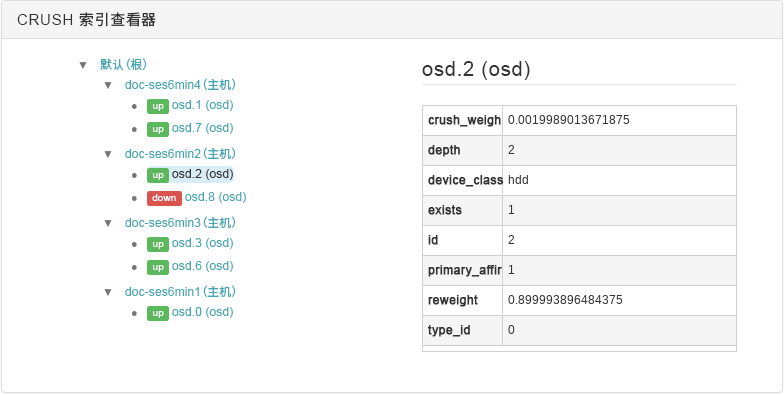 CRUSH 索引查看器
默认（根）
doc-ses6min4（主机）
up osd.1 (osd)
up osd.7 (osd)
doc-ses6min2（主机）
up osd.2 (osd)
down osd.8 (osd)
doc-ses6min3（主机）
up osd.3 (osd)
up osd.6 (osd)
doc-ses6min1（主机）
up osd.0 (osd)
osd.2 (osd)
crush_weigh 0.0019989013671875
depth 2
device_class hdd
exists 1
id 2
primary_affir 1
reweight 0.899993896484375
type_id 0